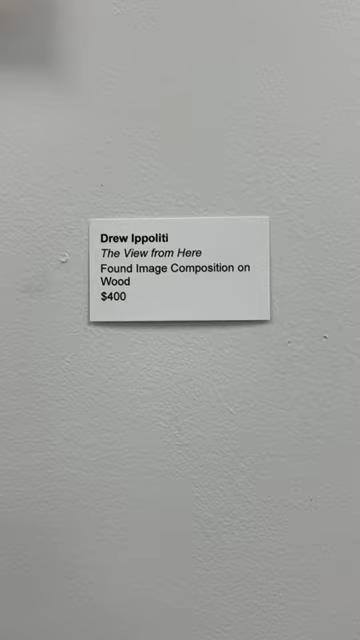 Drew Ippoliti
The View from Here
Found Image Composition on
Wood
$400